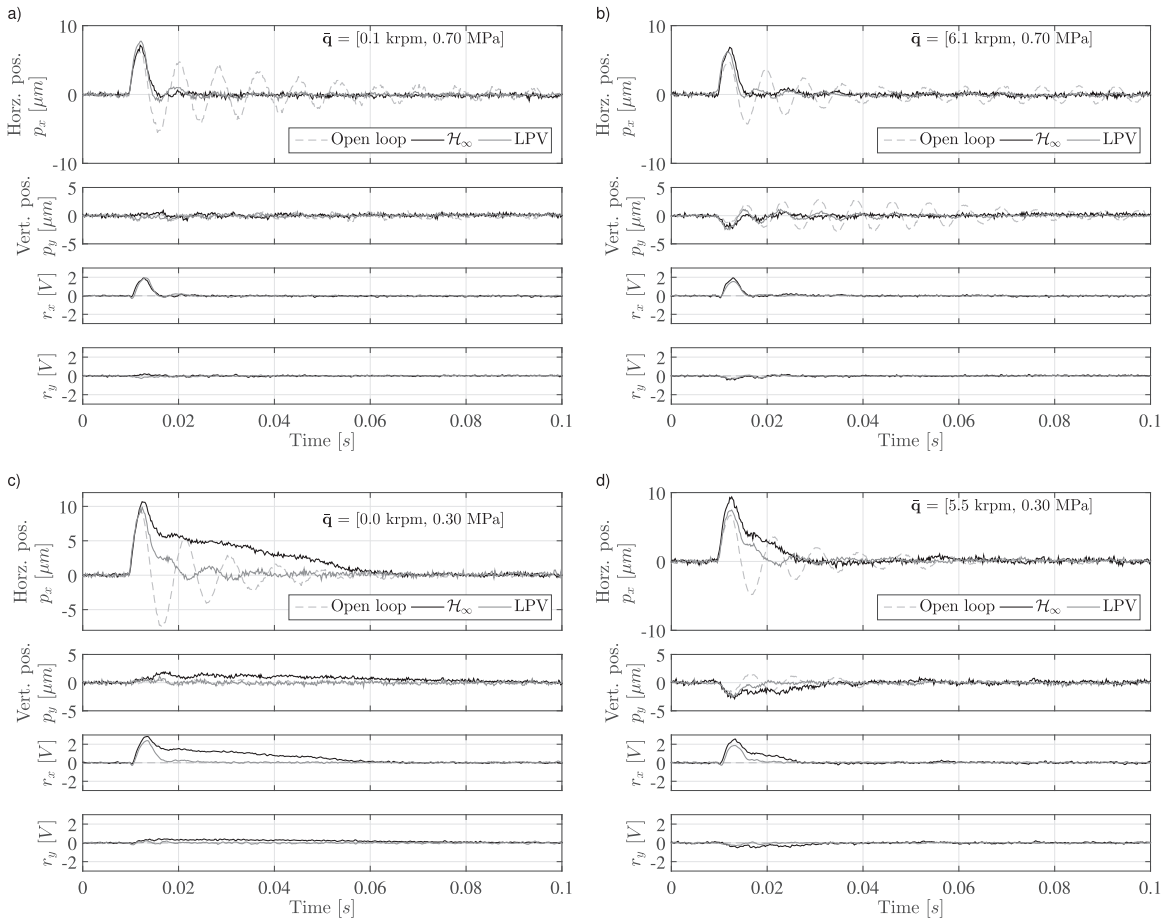 a)
q̄ = [0.1 krpm, 0.70 MPa]
Horz. pos.
p_x [μm]
10
0
-10
Open loop H∞ LPV
Vert. pos.
p_y [μm]
5
0
-5
r_x [V]
2
0
-2
r_y [V]
2
0
-2
0 0.02 0.04 0.06 0.08 0.1
Time [s]
b)
q̄ = [6.1 krpm, 0.70 MPa]
Horz. pos.
p_x [μm]
10
0
-10
Open loop H∞ LPV
Vert. pos.
p_y [μm]
5
0
-5
r_x [V]
2
0
-2
r_y [V]
2
0
-2
0 0.02 0.04 0.06 0.08 0.1
Time [s]
c)
q̄ = [0.0 krpm, 0.30 MPa]
Horz. pos.
p_x [μm]
10
5
0
-5
Open loop H∞ LPV
Vert. pos.
p_y [μm]
5
0
-5
r_x [V]
2
0
-2
r_y [V]
2
0
-2
0 0.02 0.04 0.06 0.08 0.1
Time [s]
d)
q̄ = [5.5 krpm, 0.30 MPa]
Horz. pos.
p_x [μm]
10
0
-10
Open loop H∞ LPV
Vert. pos.
p_y [μm]
5
0
-5
r_x [V]
2
0
-2
r_y [V]
2
0
-2
0 0.02 0.04 0.06 0.08 0.1
Time [s]